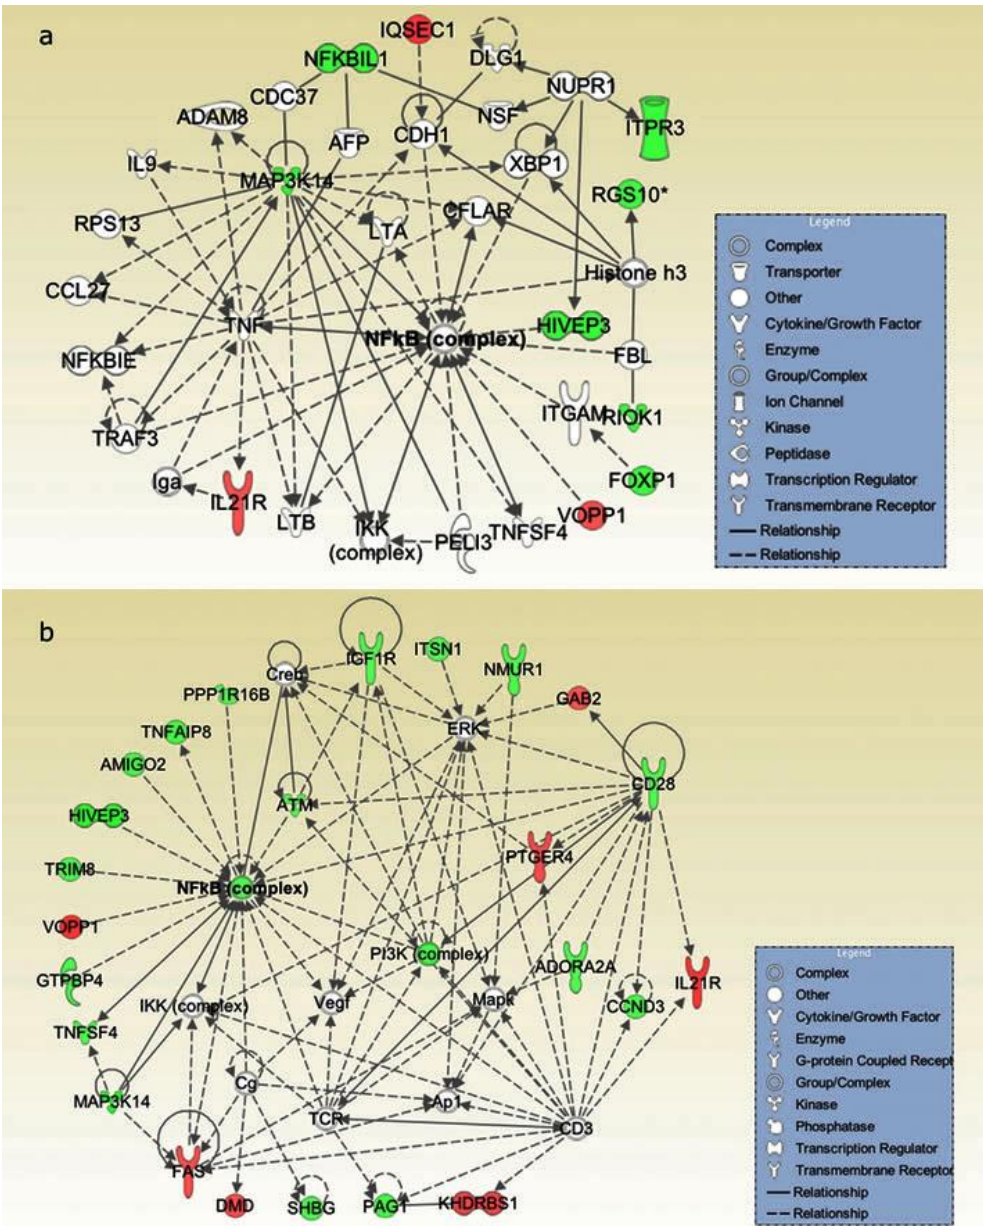 a
IQSEC1
NFKBIL1
DLG1
NUPR1
CDC37
ADAM8
NSF
ITPR3
AFP
CDH1
IL9
XBP1
MAP3K14
RGS10*
RPS13
CFLAR
LTA
Histone h3
CCL27
TNF
NFkB (complex)
HIVEP3
NFKBIE
FBL
ITGAM
RIOK1
TRAF3
Iga
IL21R
FOXP1
LTB
IKK
(complex)
PELI3
TNFSF4
VOPP1
Legend
Complex
Transporter
Other
Cytokine/Growth Factor
Enzyme
Group/Complex
Ion Channel
Kinase
Peptidase
Transcription Regulator
Transmembrane Receptor
Relationship
Relationship
b
IGF1R
ITSN1
Creb
NMUR1
PPP1R16B
GAB2
TNFAIP8
ERK
AMIGO2
CD28
ATM
HIVEP3
PTGER4
TRIM8
NFkB (complex)
VOPP1
PI3K (complex)
GTPBP4
ADORA2A
IL21R
IKK (complex)
Vegf
Mapk
CCND3
TNFSF4
MAP3K14
Cg
Ap1
TCR
CD3
FAS
DMD
SHBG
PAG1
KHDRBS1
Legend
Complex
Other
Cytokine/Growth Factor
Enzyme
G-protein Coupled Recept
Group/Complex
Kinase
Phosphatase
Transcription Regulator
Transmembrane Receptor
Relationship
Relationship